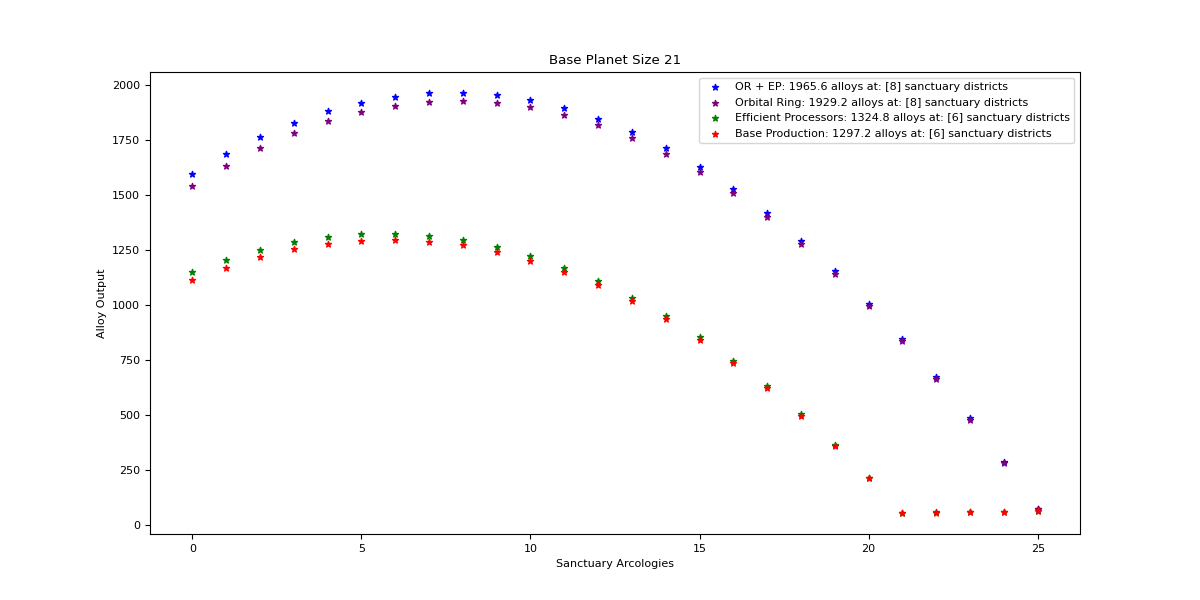 Base Planet Size 21
OR + EP: 1965.6 alloys at: [8] sanctuary districts
Orbital Ring: 1929.2 alloys at: [8] sanctuary districts
Efficient Processors: 1324.8 alloys at: [6] sanctuary districts
Base Production: 1297.2 alloys at: [6] sanctuary districts
Alloy Output
2000
1750
1500
1250
1000
750
500
250
0
0 5 10 15 20 25
Sanctuary Arcologies